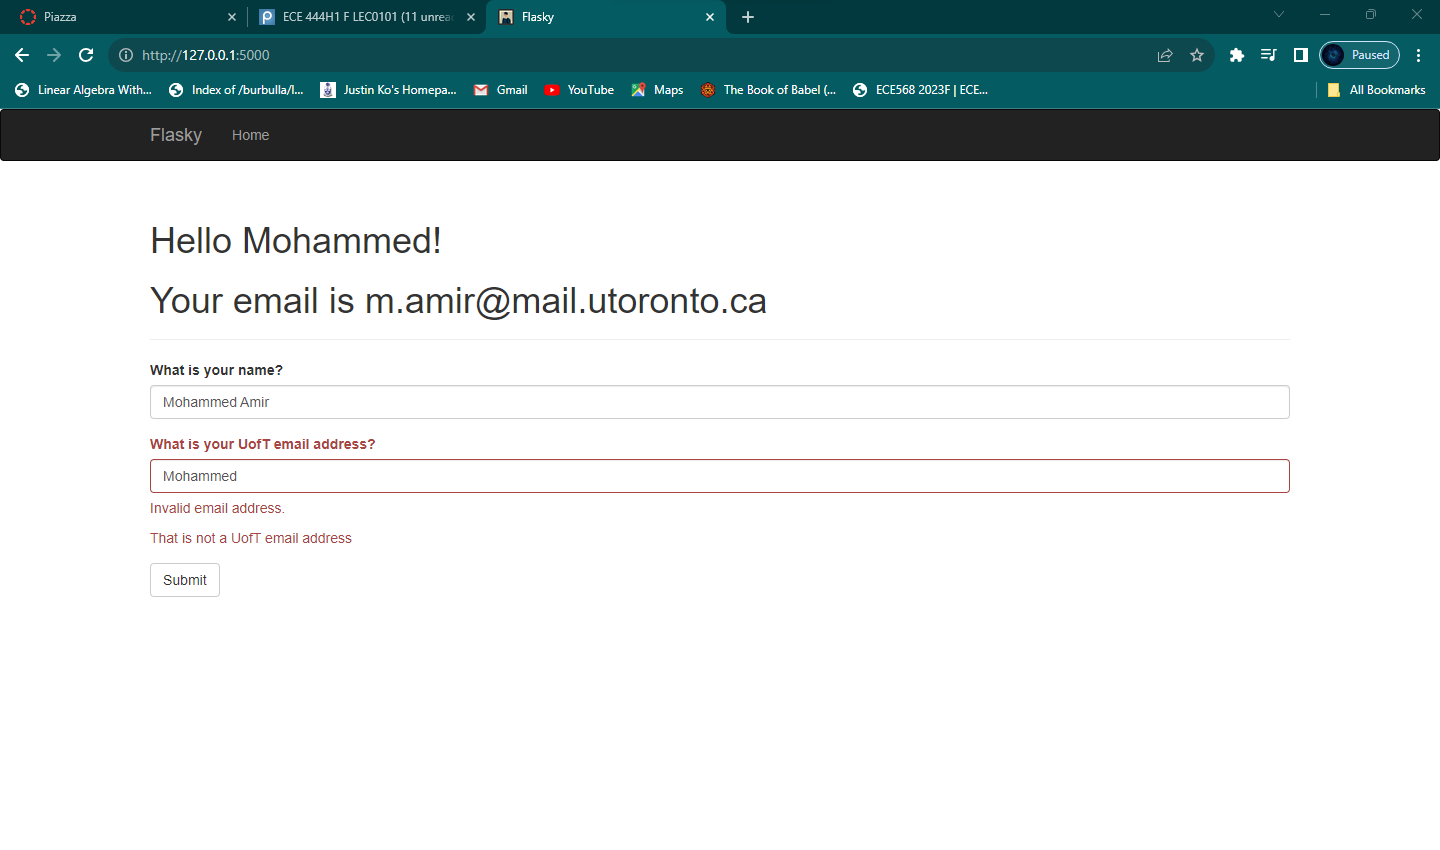 Piazza
ECE 444H1 F LEC0101 (11 unrea
Flasky
http://127.0.0.1:5000
Paused
Linear Algebra With...
Index of /burbulla/l...
Justin Ko's Homepa...
Gmail
YouTube
Maps
The Book of Babel (...
ECE568 2023F | ECE...
All Bookmarks
Flasky
Home
Hello Mohammed!
Your email is m.amir@mail.utoronto.ca
What is your name?
Mohammed Amir
What is your UofT email address?
Mohammed
Invalid email address.
That is not a UofT email address
Submit